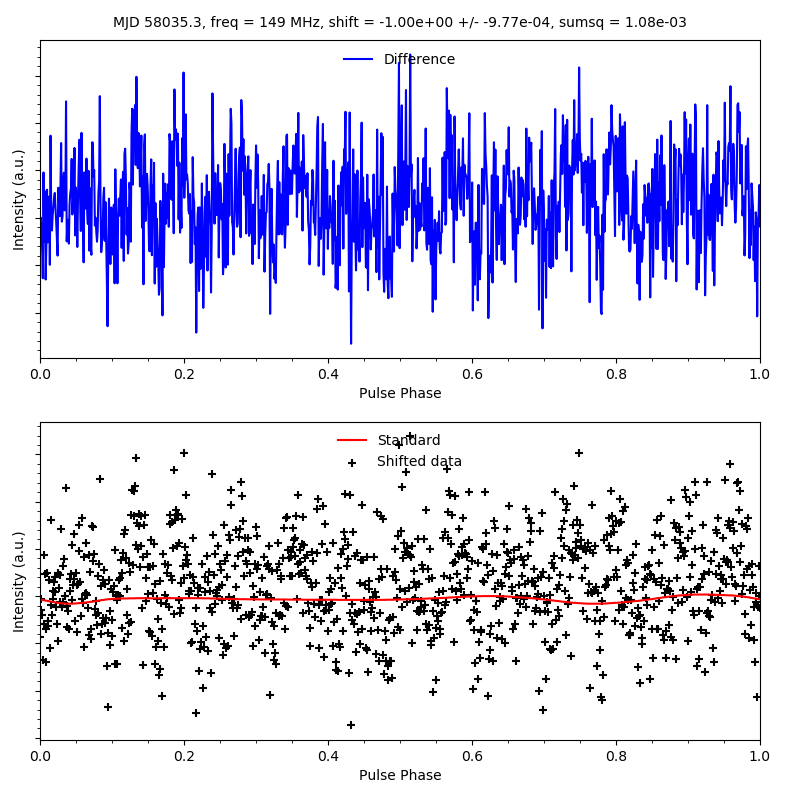 MJD 58035.3, freq = 149 MHz, shift = -1.00e+00 +/- -9.77e-04, sumsq = 1.08e-03
Difference
Intensity (a.u.)
0.0 0.2 0.4 0.6 0.8 1.0
Pulse Phase
Standard
Shifted data
Intensity (a.u.)
0.0 0.2 0.4 0.6 0.8 1.0
Pulse Phase